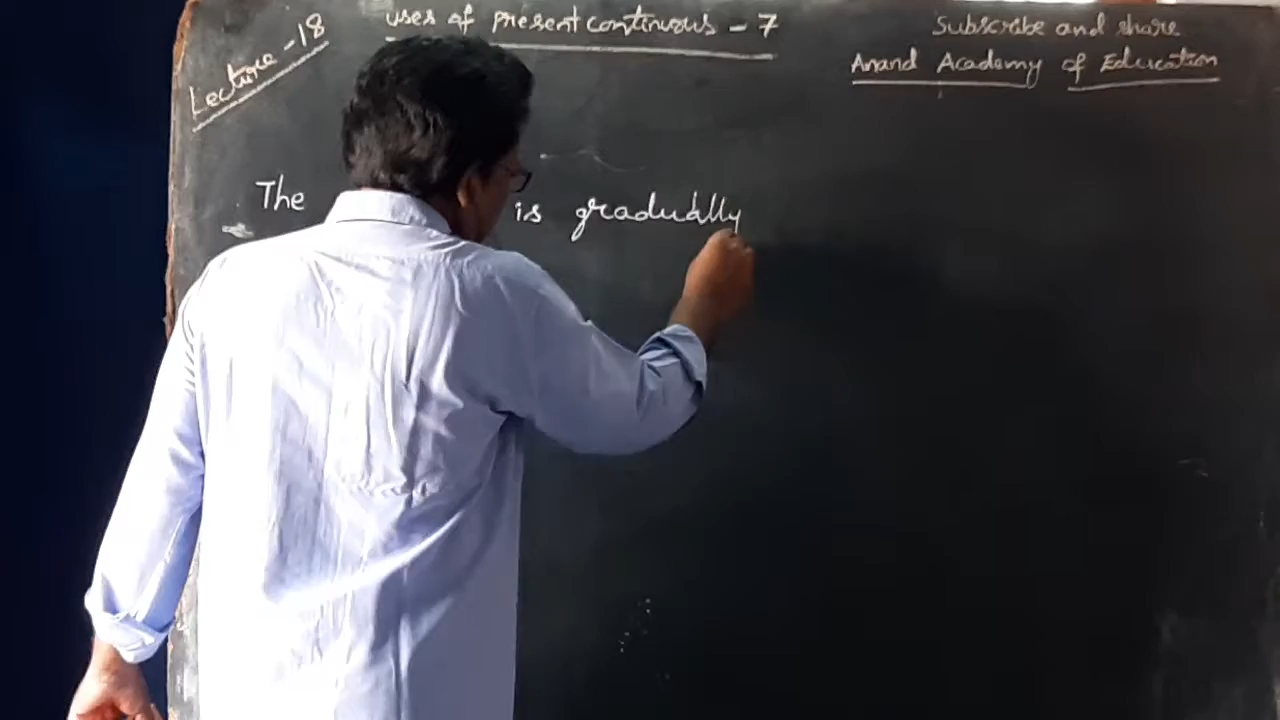 Lecture - 18
uses of present continuous - 7
Subscribe and share
Anand Academy of Education
The is gradually